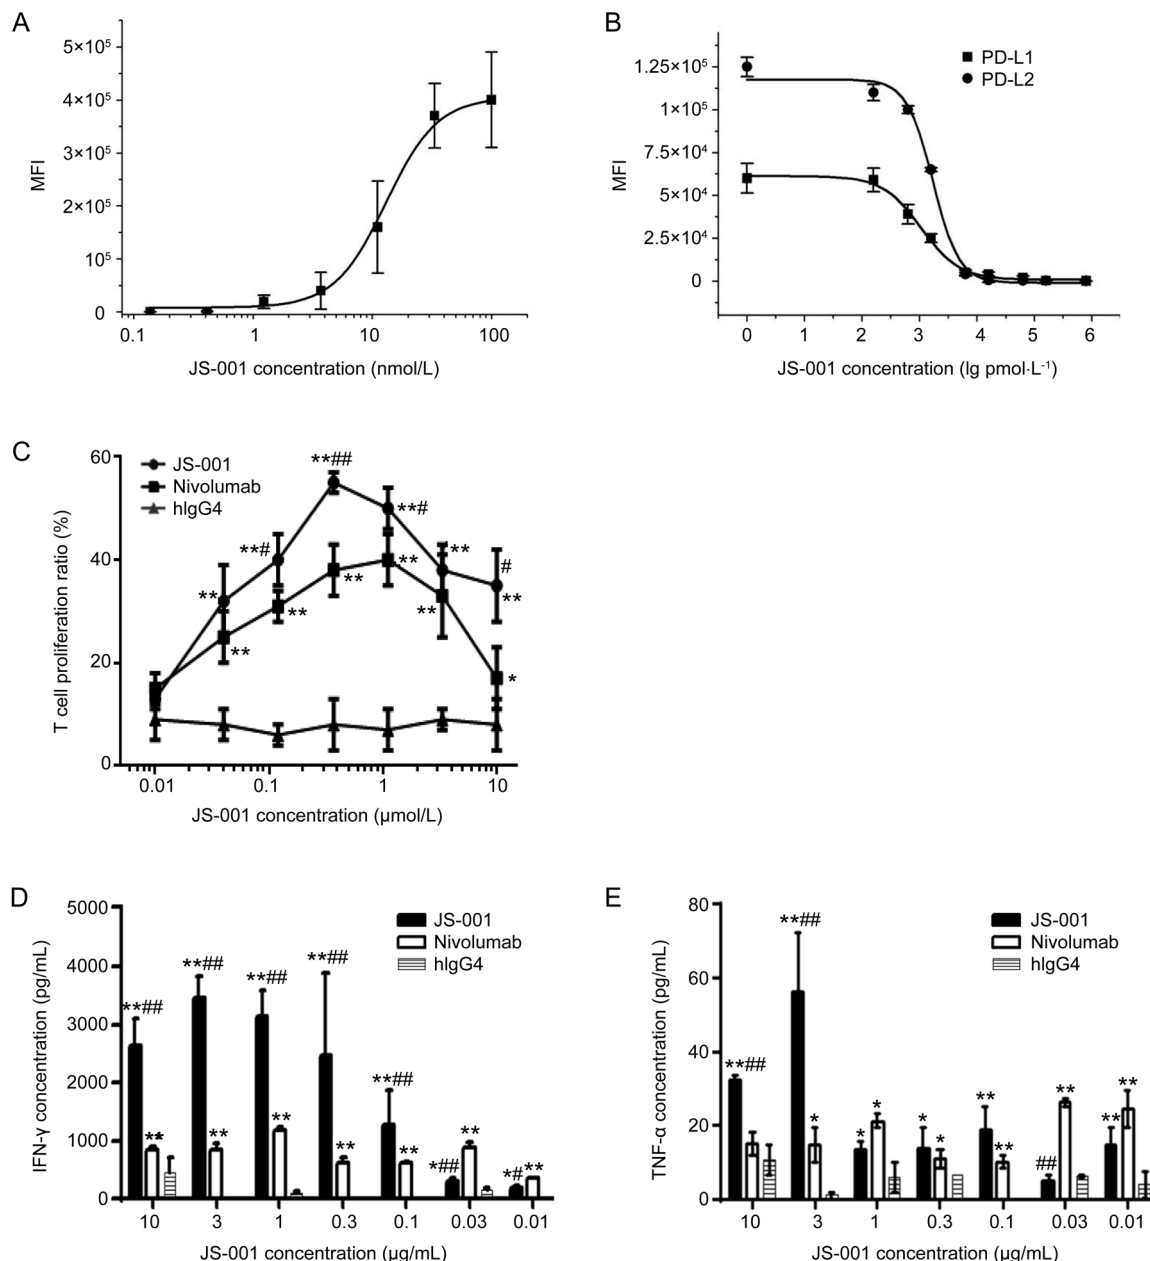 A
5×10⁵
4×10⁵
3×10⁵
2×10⁵
10⁵
0
MFI
0.1 1 10 100
JS-001 concentration (nmol/L)
B
PD-L1
PD-L2
1.25×10⁵
1×10⁵
7.5×10⁴
5×10⁴
2.5×10⁴
0
MFI
0 1 2 3 4 5 6
JS-001 concentration (lg pmol·L⁻¹)
C
JS-001
Nivolumab
hIgG4
60
40
20
0
T cell proliferation ratio (%)
**##
**#
**#
**
**
#
**
**
**
**
**
**
*
0.01 0.1 1 10
JS-001 concentration (µmol/L)
D
JS-001
Nivolumab
hIgG4
5000
4000
3000
2000
1000
0
IFN-γ concentration (pg/mL)
**## **## **## **## **## *## *#
** ** ** ** ** ** **
10 3 1 0.3 0.1 0.03 0.01
JS-001 concentration (µg/mL)
E
JS-001
Nivolumab
hIgG4
80
60
40
20
0
TNF-α concentration (pg/mL)
**## **## * * ** ## **
* * * ** ** **
10 3 1 0.3 0.1 0.03 0.01
JS-001 concentration (µg/mL)